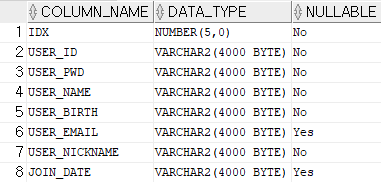 COLUMN_NAME DATA_TYPE NULLABLE
1 IDX NUMBER(5,0) No
2 USER_ID VARCHAR2(4000 BYTE) No
3 USER_PWD VARCHAR2(4000 BYTE) No
4 USER_NAME VARCHAR2(4000 BYTE) No
5 USER_BIRTH VARCHAR2(4000 BYTE) No
6 USER_EMAIL VARCHAR2(4000 BYTE) Yes
7 USER_NICKNAME VARCHAR2(4000 BYTE) No
8 JOIN_DATE VARCHAR2(4000 BYTE) Yes